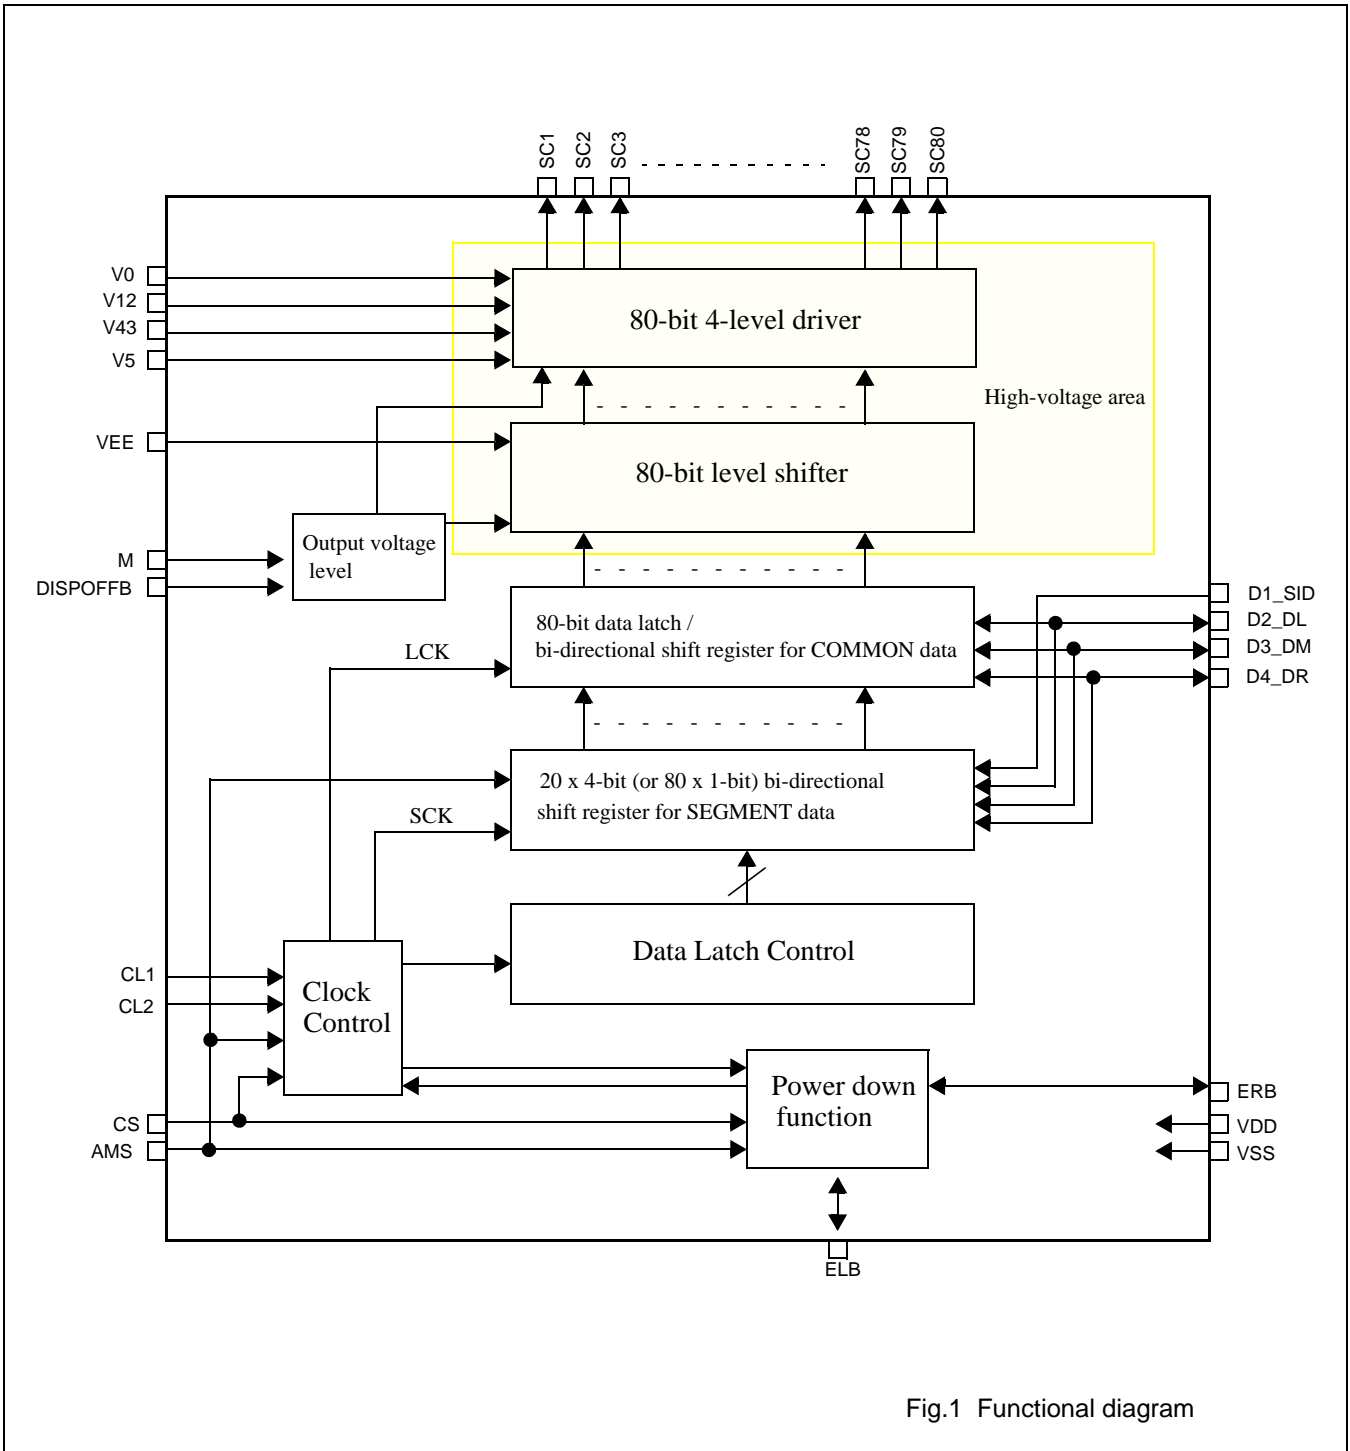 SC1
SC2
SC3
SC78
SC79
SC80
V0
V12
V43
V5
80-bit 4-level driver
High-voltage area
VEE
80-bit level shifter
Output voltage
level
M
DISPOFFB
D1_SID
D2_DL
D3_DM
D4_DR
80-bit data latch /
bi-directional shift register for COMMON data
LCK
20 x 4-bit (or 80 x 1-bit) bi-directional
shift register for SEGMENT data
SCK
Data Latch Control
CL1
CL2
Clock
Control
Power down
function
CS
AMS
ERB
VDD
VSS
ELB
Fig.1 Functional diagram